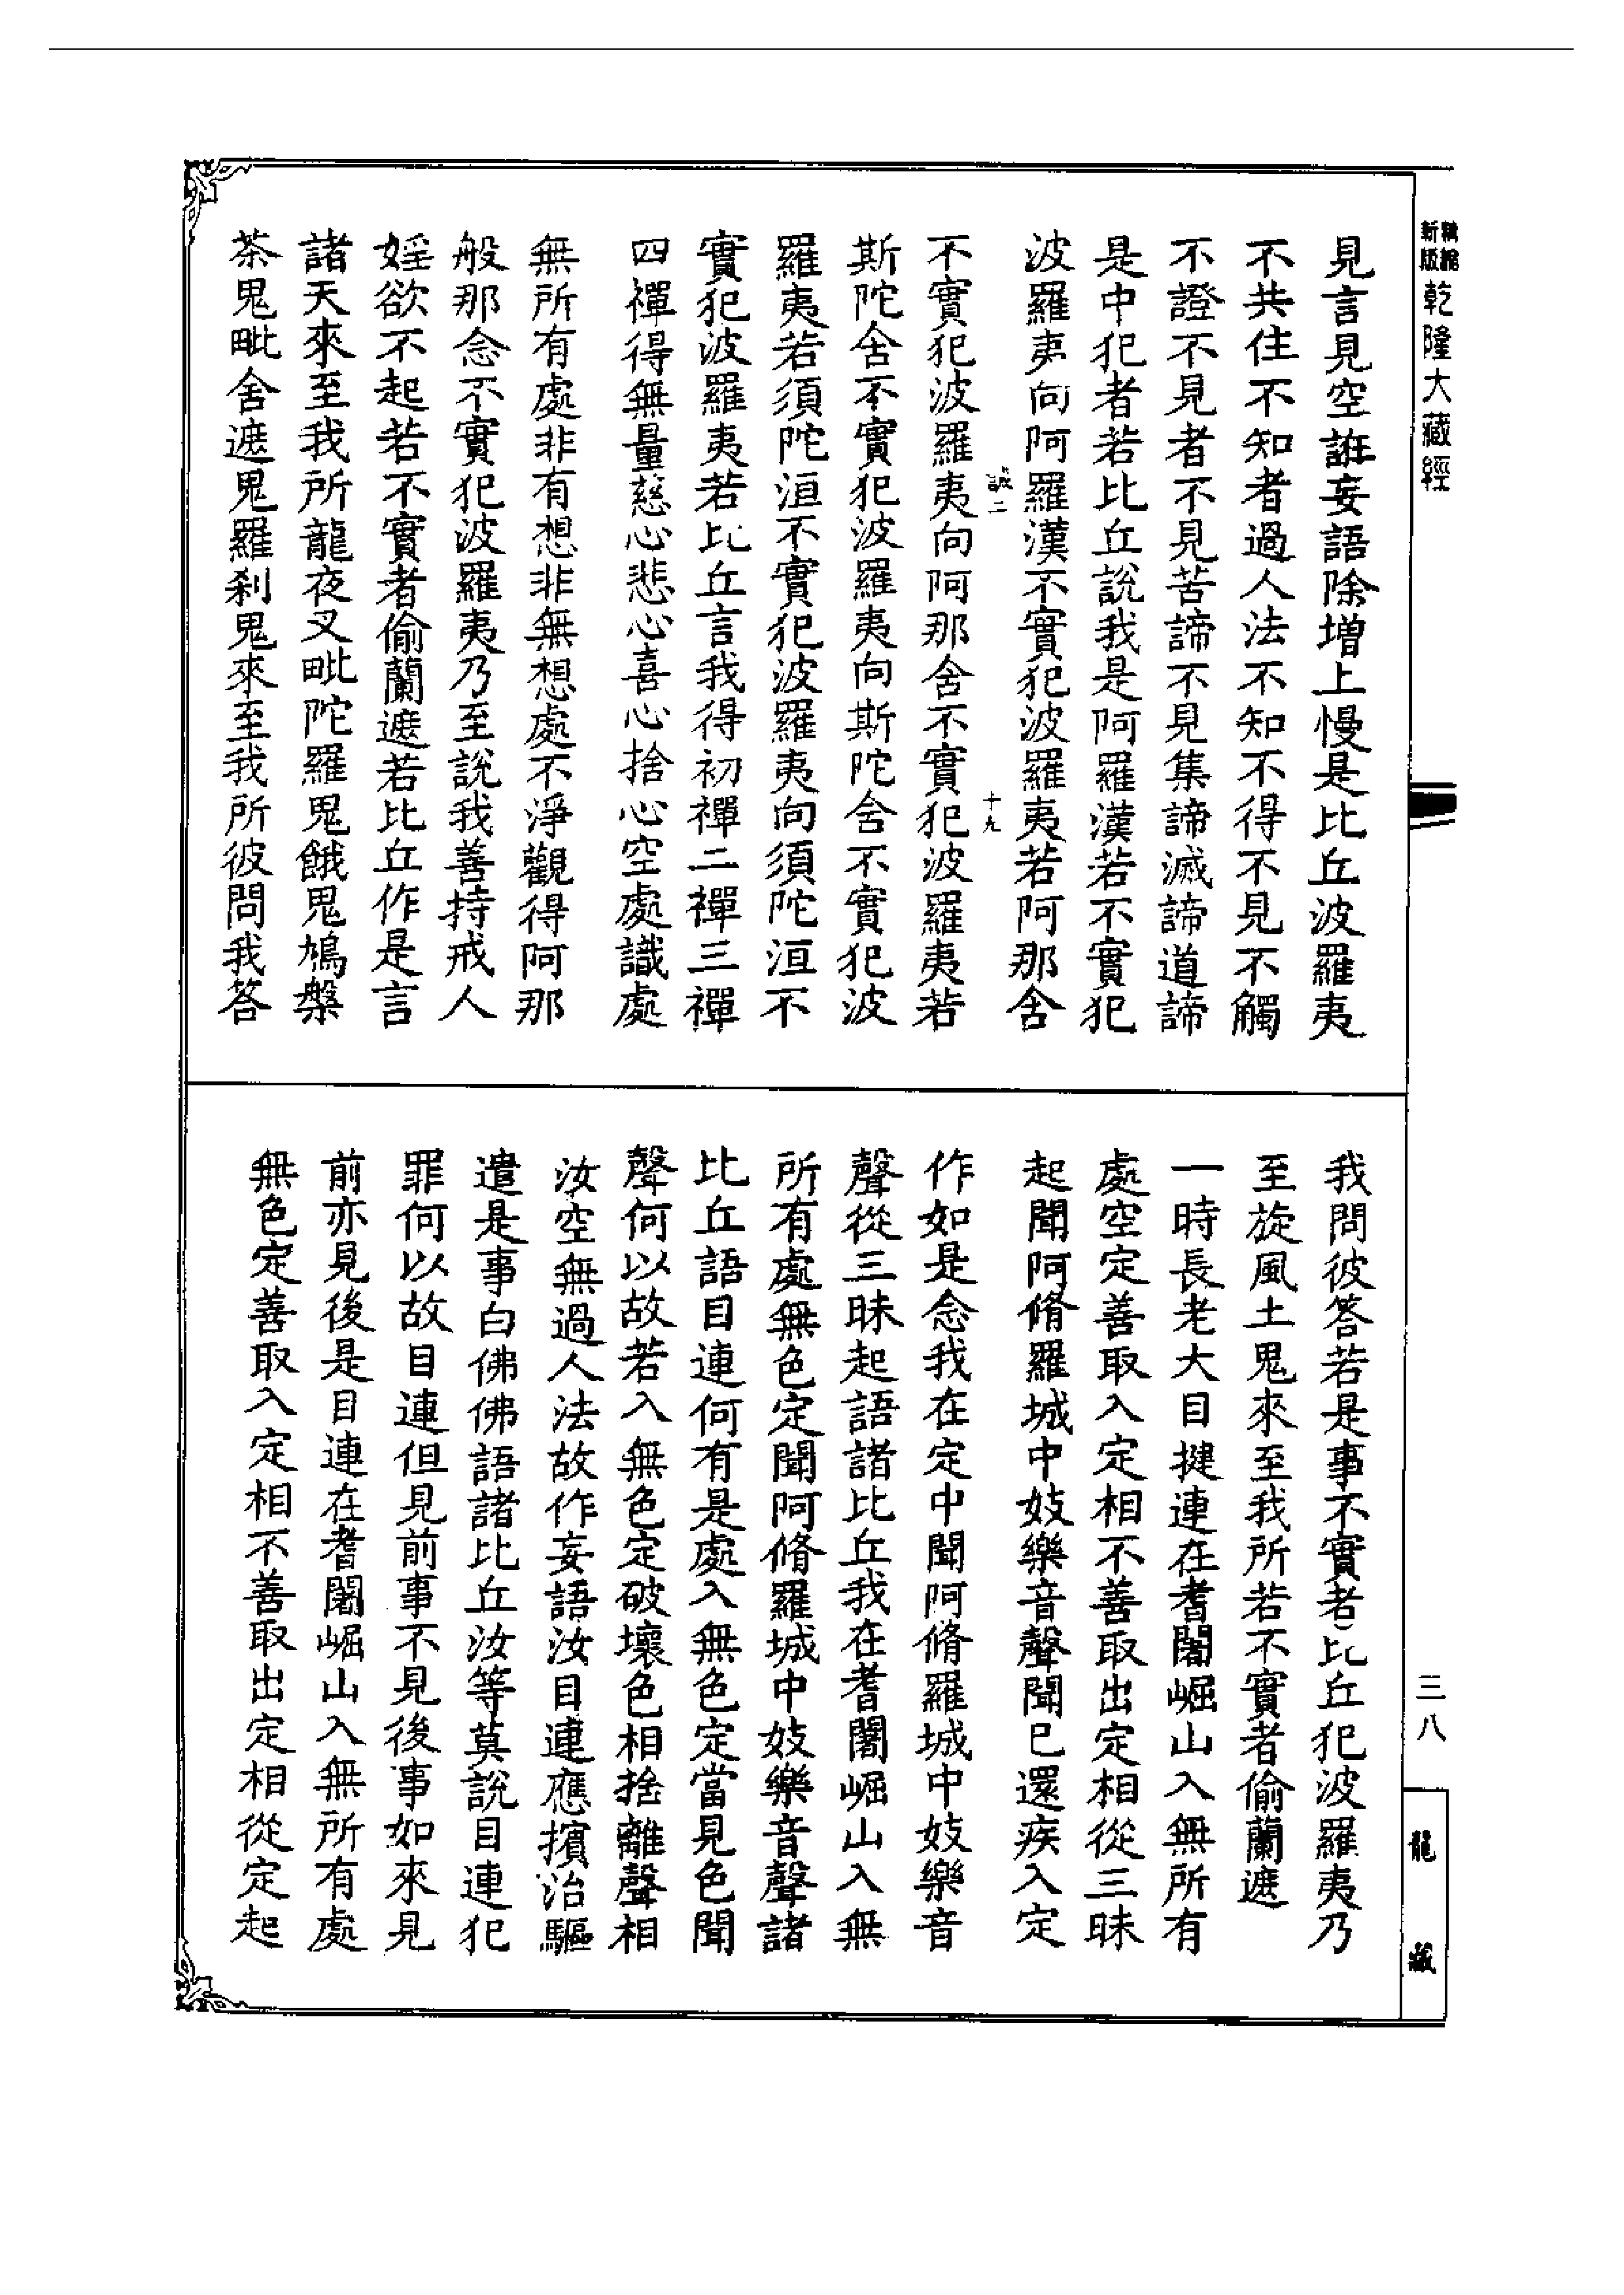 新版
精縮
乾隆大藏經
見言見空誑妄語除增上慢是比丘波羅夷
不共住不知者過人法不知不得不見不觸
不證不見者不見苦諦不見集諦滅諦道諦
是中犯者若比丘說我是阿羅漢若不實犯
波羅夷向阿羅漢不實犯波羅夷若阿那舍
誠二
十九
不實犯波羅夷向阿那舍不實犯波羅夷若
斯陀舍不實犯波羅夷向斯陀舍不實犯波
羅夷若須陀洹不實犯波羅夷向須陀洹不
實犯波羅夷若比丘言我得初禪二禪三禪
四禪得無量慈心悲心喜心捨心空處識處
無所有處非有想非無想處不淨觀得阿那
般那念不實犯波羅夷乃至說我善持戒人
婬欲不起若不實者偷蘭遮若比丘作是言
諸天來至我所龍夜叉毗陀羅鬼餓鬼鳩槃
茶鬼毗舍遮鬼羅剎鬼來至我所彼問我答
我問彼答若是事不實者比丘犯波羅夷乃
至旋風土鬼來至我所若不實者偷蘭遮
一時長老大目揵連在耆闍崛山入無所有
處空定善取入定相不善取出定相從三昧
起聞阿脩羅城中妓樂音聲聞已還疾入定
作如是念我在定中聞阿脩羅城中妓樂音
聲從三昧起語諸比丘我在耆闍崛山入無
所有處無色定聞阿脩羅城中妓樂音聲諸
比丘語目連何有是處入無色定當見色聞
聲何以故若入無色定破壞色相捨離聲相
汝空無過人法故作妄語汝目連應擯治驅
遣是事白佛佛語諸比丘汝等莫說目連犯
罪何以故目連但見前事不見後事如來見
前亦見後是目連在耆闍崛山入無所有處
無色定善取入定相不善取出定相從定起
三八
龍藏